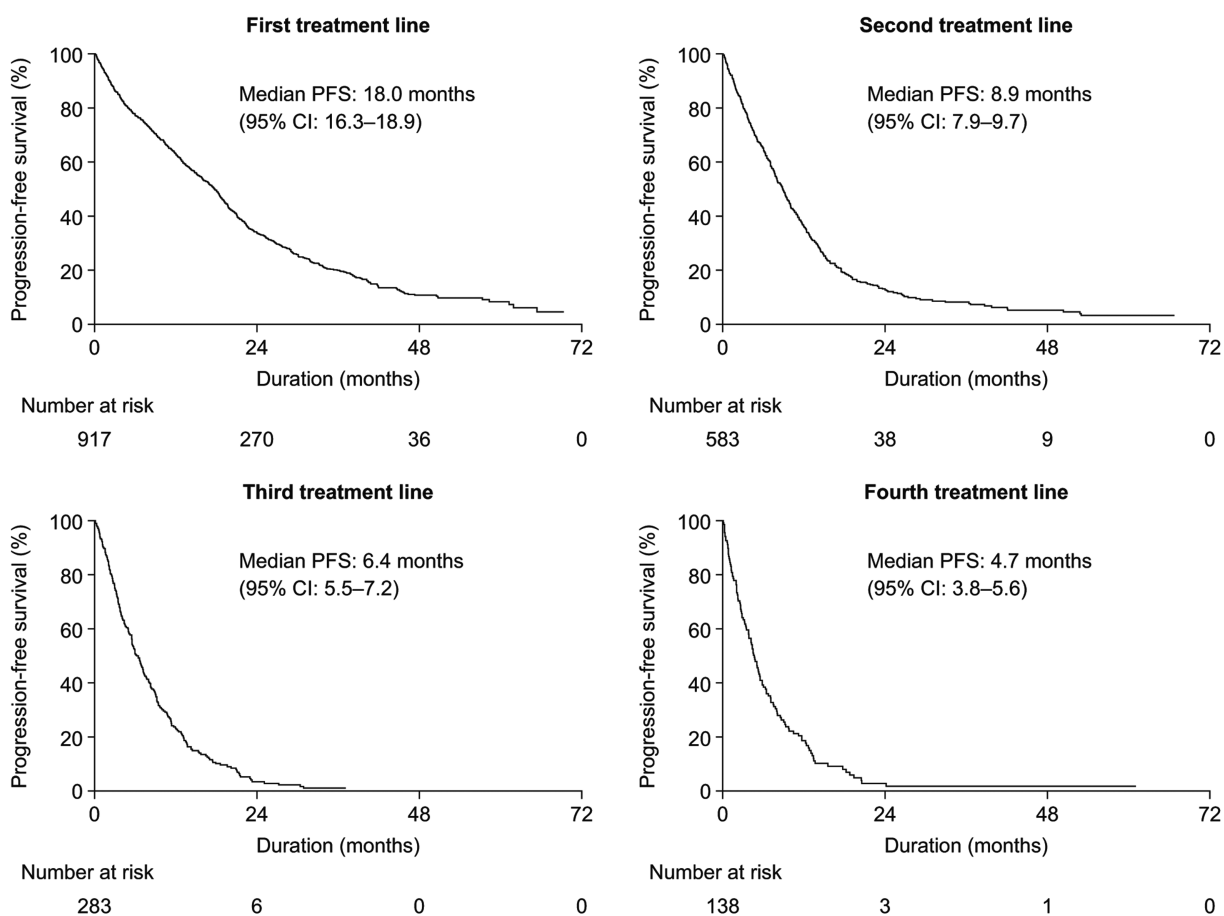 First treatment line
Progression-free survival (%)
100
80
60
40
20
0
Median PFS: 18.0 months
(95% CI: 16.3–18.9)
0 24 48 72
Duration (months)
Number at risk
917 270 36 0
Second treatment line
Progression-free survival (%)
100
80
60
40
20
0
Median PFS: 8.9 months
(95% CI: 7.9–9.7)
0 24 48 72
Duration (months)
Number at risk
583 38 9 0
Third treatment line
Progression-free survival (%)
100
80
60
40
20
0
Median PFS: 6.4 months
(95% CI: 5.5–7.2)
0 24 48 72
Duration (months)
Number at risk
283 6 0 0
Fourth treatment line
Progression-free survival (%)
100
80
60
40
20
0
Median PFS: 4.7 months
(95% CI: 3.8–5.6)
0 24 48 72
Duration (months)
Number at risk
138 3 1 0